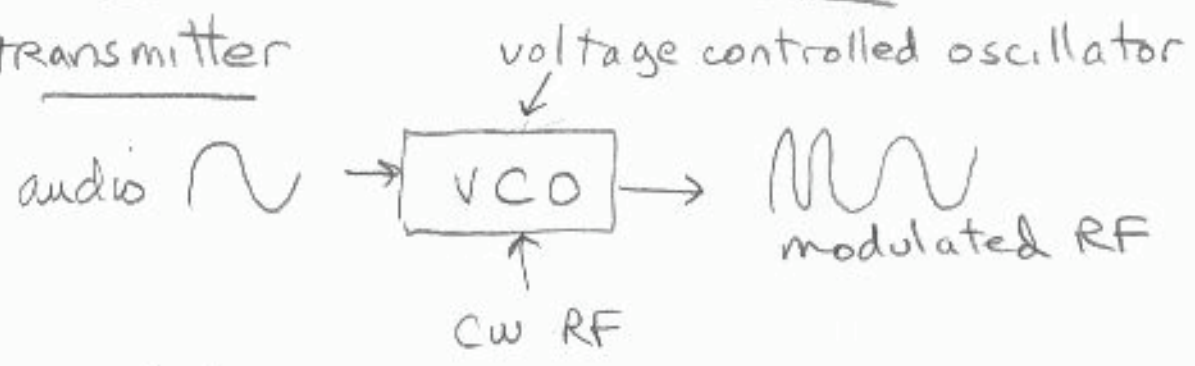 transmitter
voltage controlled oscillator
audio
VCO
modulated RF
CW RF